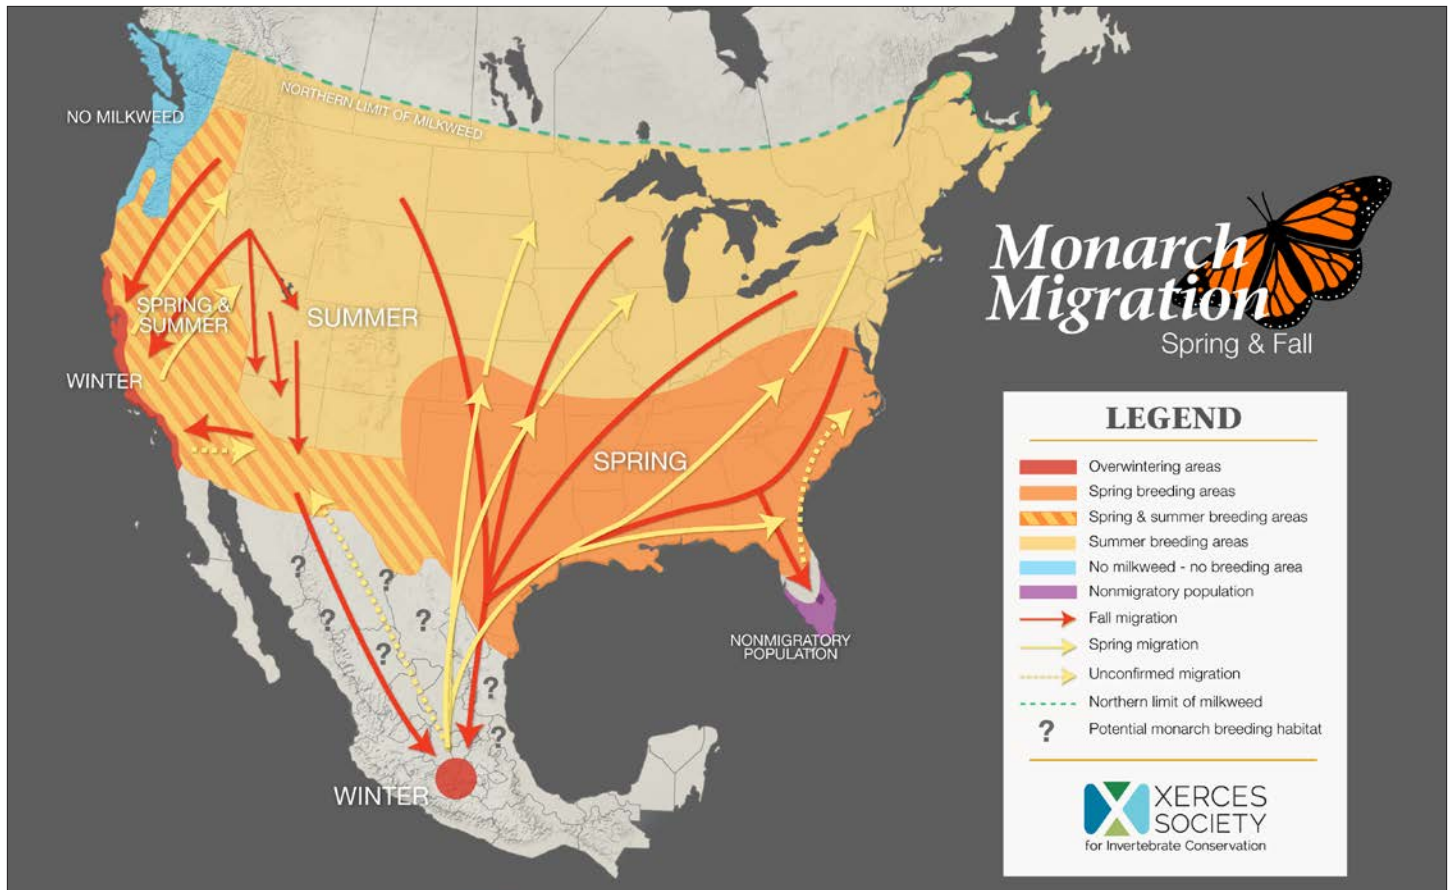 NO MILKWEED
NORTHERN LIMIT OF MILKWEED
SPRING &
SUMMER
SUMMER
WINTER
SPRING
NONMIGRATORY
POPULATION
WINTER
?
?
?
?
?
?
?
Monarch
Migration
Spring & Fall
LEGEND
Overwintering areas
Spring breeding areas
Spring & summer breeding areas
Summer breeding areas
No milkweed - no breeding area
Nonmigratory population
Fall migration
Spring migration
Unconfirmed migration
Northern limit of milkweed
? Potential monarch breeding habitat
XERCES
SOCIETY
for Invertebrate Conservation